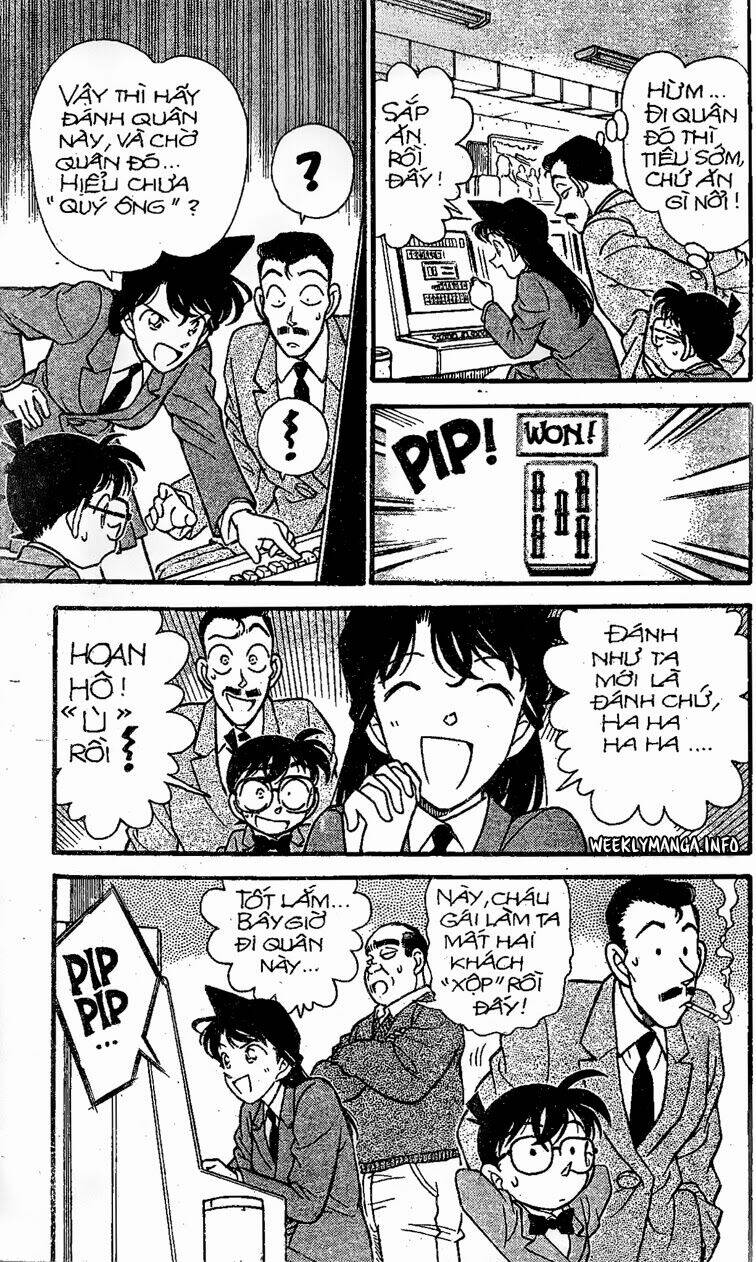 HỪM...
ĐI QUÂN
ĐÓ THÌ
TIÊU SỚM,
CHỨ ĂN
GÌ NỔI!
SẮP
ĂN
RỒI
ĐẤY!
VẬY THÌ HÃY
ĐÁNH QUÂN
NÀY, VÀ CHỜ
QUÂN ĐÓ...
HIỂU CHƯA
"QUÝ ÔNG"?
?
PIP!
WON!
ĐÁNH
NHƯ TA
MỚI LÀ
ĐÁNH CHỨ,
HA HA
HA HA....
HOAN
HÔ!
"Ù"
RỒI
WEEKLYMANGA.INFO
NÀY, CHÁU
GÁI LÀM TA
MẤT HAI
KHÁCH
"XỘP" RỒI
ĐẤY!
TỐT LẮM...
BÂY GIỜ
ĐI QUÂN
NÀY...
PIP
PIP
...